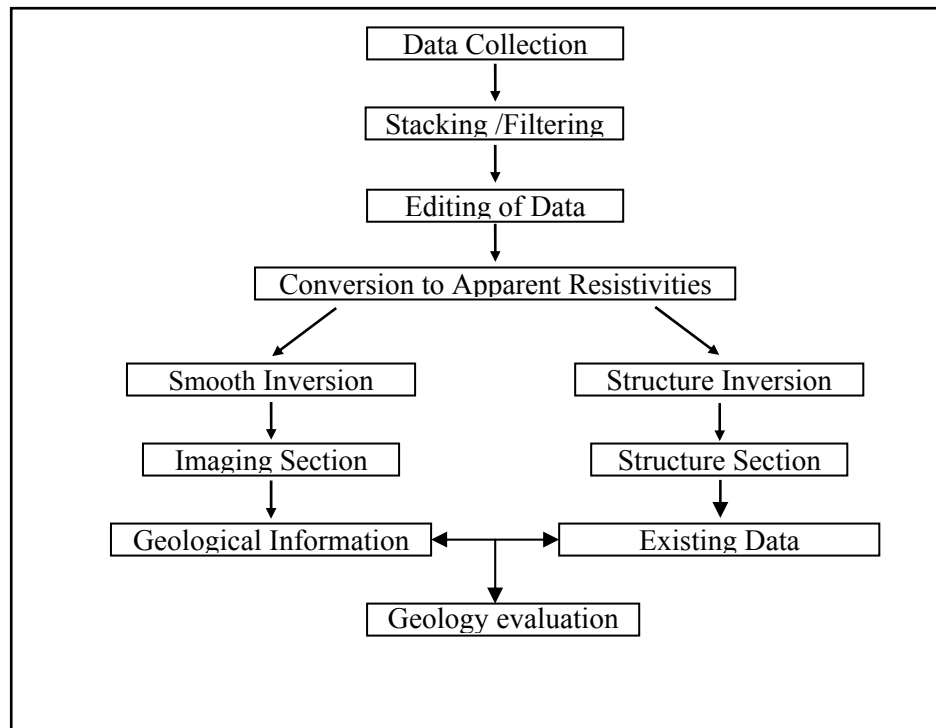 Data Collection
Stacking /Filtering
Editing of Data
Conversion to Apparent Resistivities
Smooth Inversion
Structure Inversion
Imaging Section
Structure Section
Geological Information
Existing Data
Geology evaluation